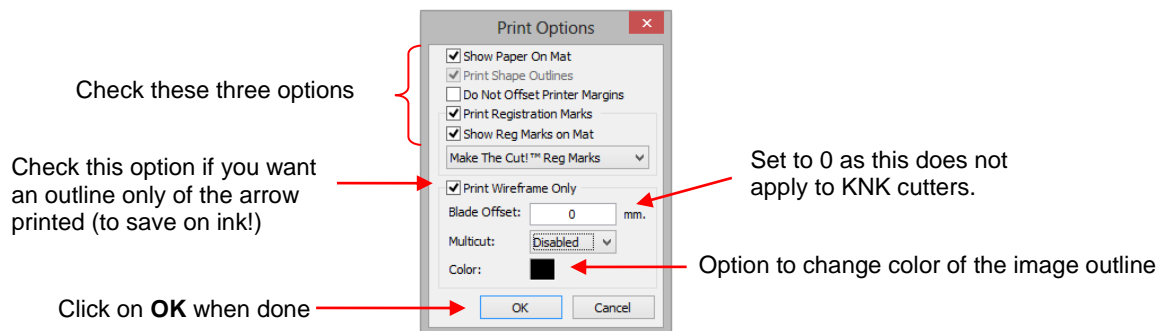 Print Options
Show Paper On Mat
Print Shape Outlines
Do Not Offset Printer Margins
Print Registration Marks
Show Reg Marks on Mat
Make The Cut!™ Reg Marks
Print Wireframe Only
Blade Offset: 0 mm.
Multicut: Disabled
Color:
OK Cancel
Check these three options
Check this option if you want
an outline only of the arrow
printed (to save on ink!)
Click on OK when done
Set to 0 as this does not
apply to KNK cutters.
Option to change color of the image outline